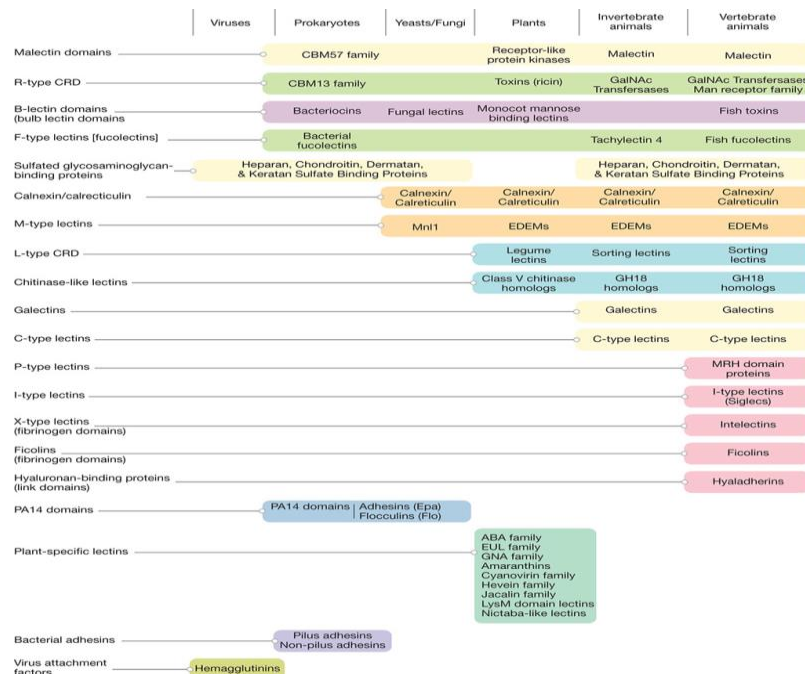 Viruses Prokaryotes Yeasts/Fungi Plants Invertebrate animals Vertebrate animals
Malectin domains CBM57 family Receptor-like protein kinases Malectin Malectin
R-type CRD CBM13 family Toxins (ricin) GalNAc Transfersases GalNAc Transfersases Man receptor family
B-lectin domains (bulb lectin domains Bacteriocins Fungal lectins Monocot mannose binding lectins Fish toxins
F-type lectins [fucolectins] Bacterial fucolectins Tachylectin 4 Fish fucolectins
Sulfated glycosaminoglycan-binding proteins Heparan, Chondroitin, Dermatan, & Keratan Sulfate Binding Proteins Heparan, Chondroitin, Dermatan, & Keratan Sulfate Binding Proteins
Calnexin/calrecticulin Calnexin/ Calreticulin Calnexin/ Calreticulin Calnexin/ Calreticulin Calnexin/ Calreticulin
M-type lectins Mnl1 EDEMs EDEMs EDEMs
L-type CRD Legume lectins Sorting lectins Sorting lectins
Chitinase-like lectins Class V chitinase homologs GH18 homologs GH18 homologs
Galectins Galectins Galectins
C-type lectins C-type lectins C-type lectins
P-type lectins MRH domain proteins
I-type lectins I-type lectins (Siglecs)
X-type lectins (fibrinogen domains) Intelectins
Ficolins (fibrinogen domains) Ficolins
Hyaluronan-binding proteins (link domains) Hyaladherins
PA14 domains PA14 domains Adhesins (Epa) Flocculins (Flo)
Plant-specific lectins
ABA family
EUL family
GNA family
Amaranthins
Cyanovirin family
Hevein family
Jacalin family
LysM domain lectins
Nictaba-like lectins
Bacterial adhesins Pilus adhesins Non-pilus adhesins
Virus attachment factors Hemagglutinins